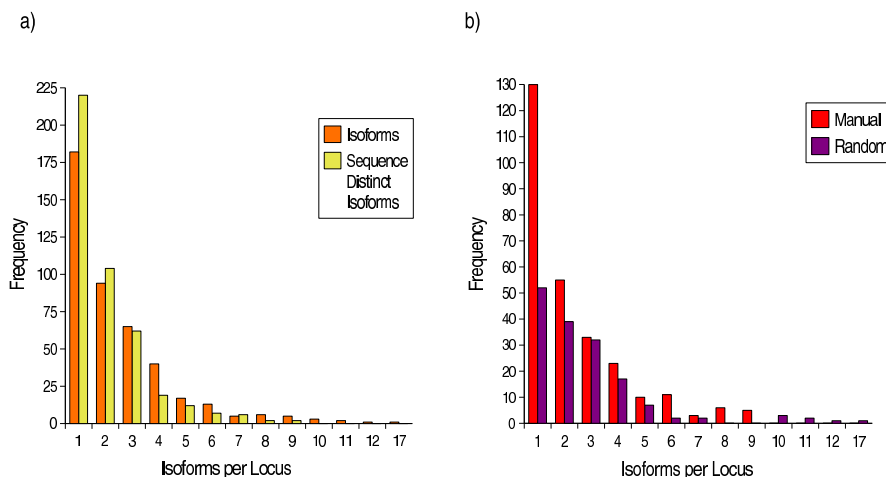 a)
225
200
175
150
125
100
75
50
25
0
Frequency
1 2 3 4 5 6 7 8 9 10 11 12 17
Isoforms per Locus
Isoforms
Sequence
Distinct
Isoforms
b)
130
120
110
100
90
80
70
60
50
40
30
20
10
0
Frequency
1 2 3 4 5 6 7 8 9 10 11 12 17
Isoforms per Locus
Manual
Random